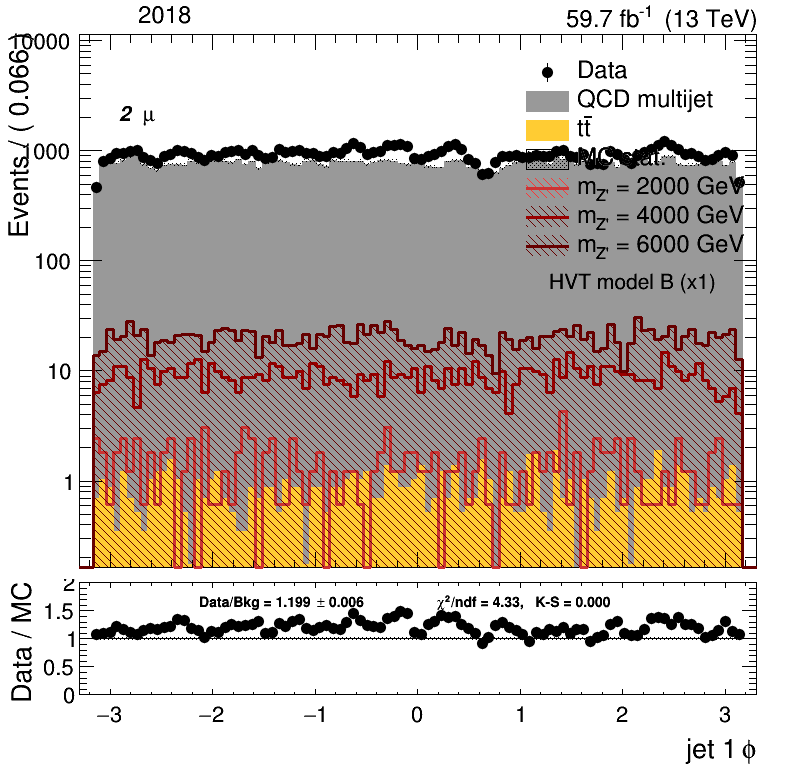 2018 59.7 fb⁻¹ (13 TeV)
Events / ( 0.066 )
10000
1000
100
10
1
2 μ
Data
QCD multijet
tt̄
MC stat.
m_Z' = 2000 GeV
m_Z' = 4000 GeV
m_Z' = 6000 GeV
HVT model B (x1)
Data / MC
2
1.5
1
0.5
0
Data/Bkg = 1.199 ± 0.006 χ²/ndf = 4.33, K-S = 0.000
−3 −2 −1 0 1 2 3
jet 1 ϕ